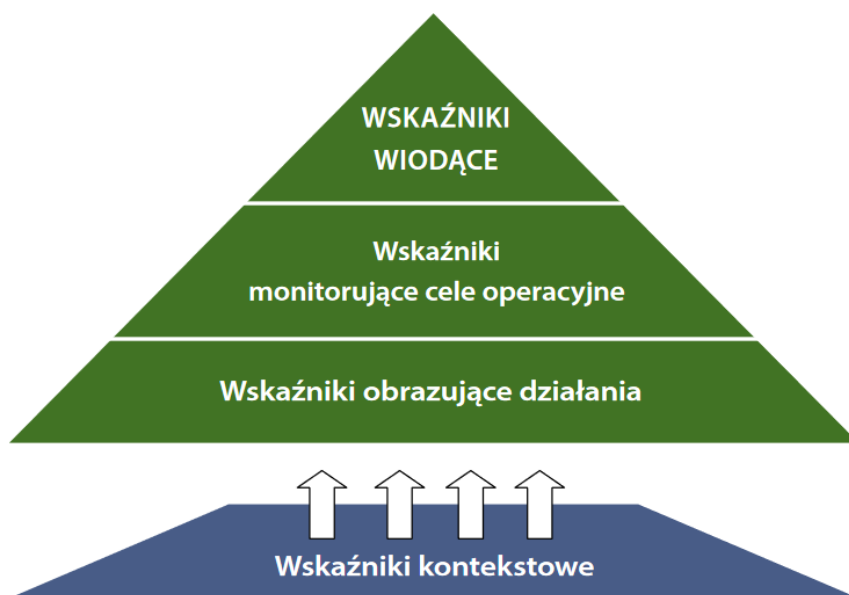 WSKAŹNIKI
WIODĄCE
Wskaźniki
monitorujące cele operacyjne
Wskaźniki obrazujące działania
Wskaźniki kontekstowe